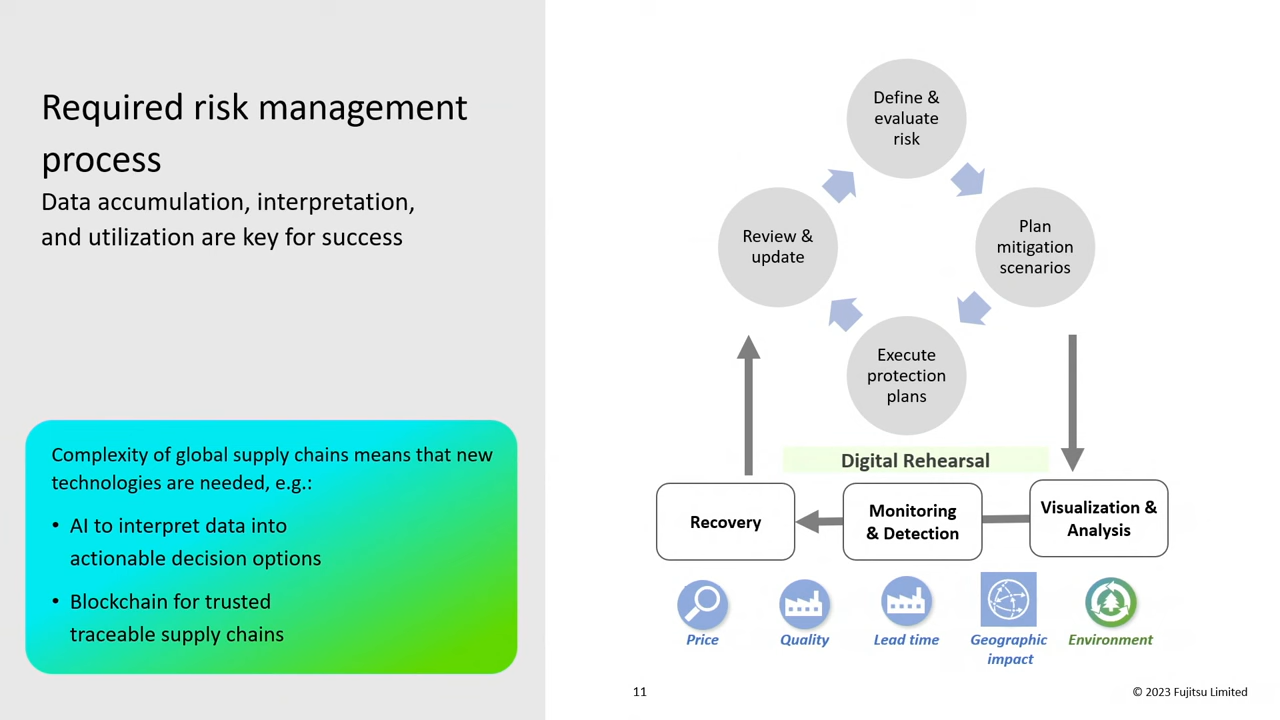 Required risk management
process
Data accumulation, interpretation,
and utilization are key for success
Complexity of global supply chains means that new
technologies are needed, e.g.:
• AI to interpret data into
actionable decision options
• Blockchain for trusted
traceable supply chains
Define &
evaluate
risk
Plan
mitigation
scenarios
Execute
protection
plans
Review &
update
Digital Rehearsal
Recovery
Monitoring
& Detection
Visualization &
Analysis
Price
Quality
Lead time
Geographic
impact
Environment
11
© 2023 Fujitsu Limited